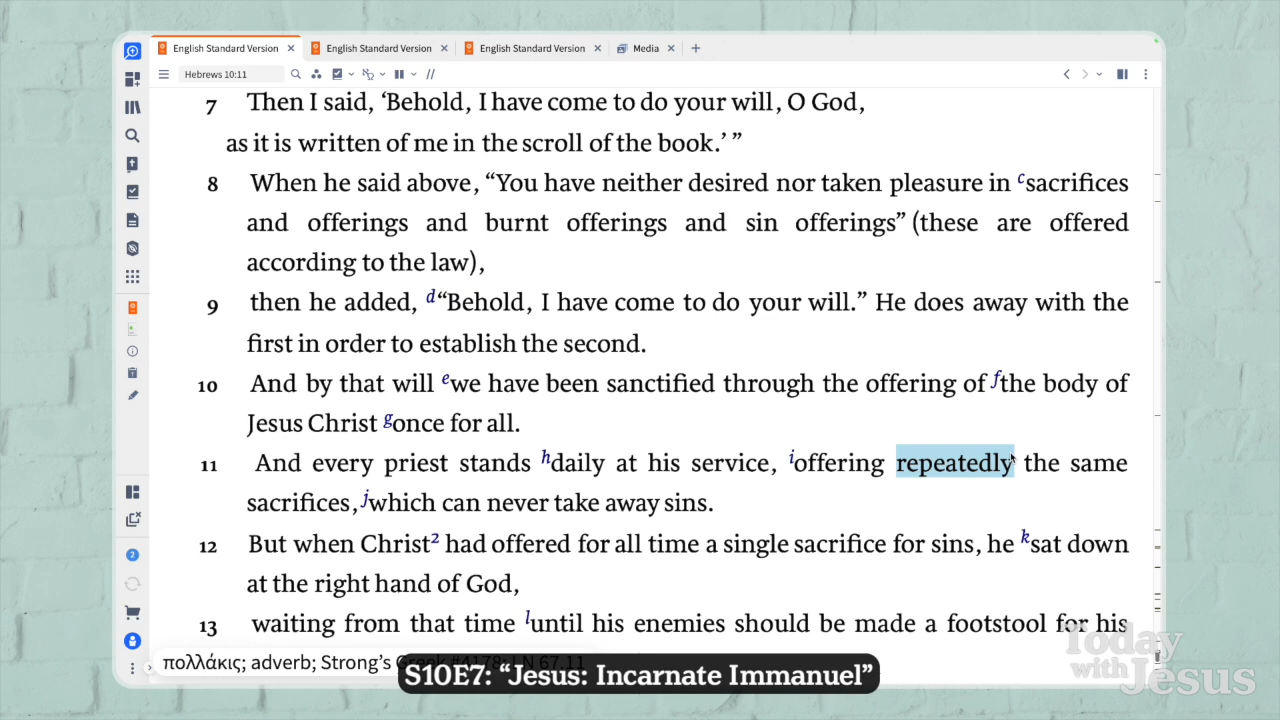 English Standard Version
English Standard Version
English Standard Version
Media
Hebrews 10:11
7 Then I said, ‘Behold, I have come to do your will, O God,
as it is written of me in the scroll of the book.’ ”
8 When he said above, “You have neither desired nor taken pleasure in c sacrifices
and offerings and burnt offerings and sin offerings” (these are offered
according to the law),
9 then he added, d “Behold, I have come to do your will.” He does away with the
first in order to establish the second.
10 And by that will e we have been sanctified through the offering of f the body of
Jesus Christ g once for all.
11 And every priest stands h daily at his service, i offering repeatedly the same
sacrifices, j which can never take away sins.
12 But when Christ² had offered for all time a single sacrifice for sins, he k sat down
at the right hand of God,
13 waiting from that time l until his enemies should be made a footstool for his
2
πολλάκις; adverb; Strong’s Greek #4178; LN 67.11
S10E7: “Jesus: Incarnate Immanuel”
Today
with Jesus